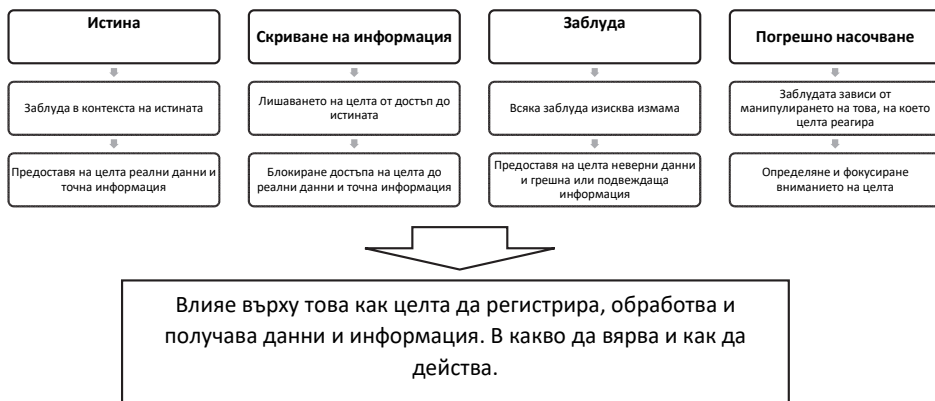 Истина
Заблуда в контекста на истината
Предоставя на целта реални данни и
точна информация
Скриване на информация
Лишаването на целта от достъп до
истината
Блокиране достъпа на целта до
реални данни и точна информация
Заблуда
Всяка заблуда изисква измама
Предоставя на целта неверни данни
и грешна или подвеждаща
информация
Погрешно насочване
Заблудата зависи от
манипулирането на това, на което
целта реагира
Определяне и фокусиране
вниманието на целта
Влияе върху това как целта да регистрира, обработва и
получава данни и информация. В какво да вярва и как да
действа.